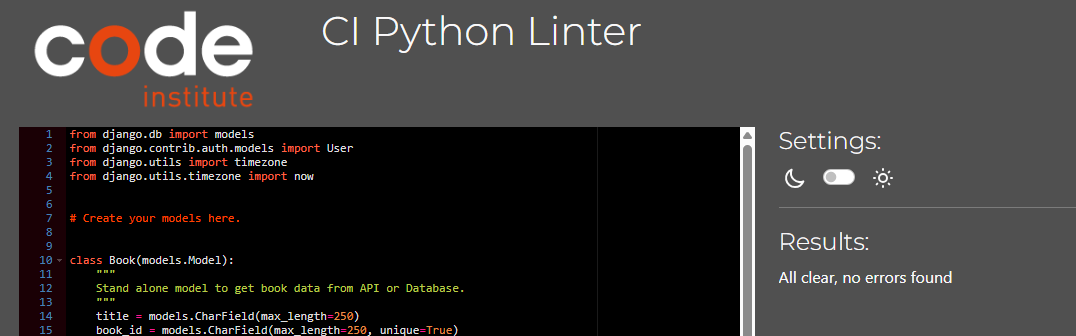 code
institute
CI Python Linter
1 from django.db import models
2 from django.contrib.auth.models import User
3 from django.utils import timezone
4 from django.utils.timezone import now
5
6
7 # Create your models here.
8
9
10 class Book(models.Model):
11 """
12 Stand alone model to get book data from API or Database.
13 """
14 title = models.CharField(max_length=250)
15 book_id = models.CharField(max_length=250, unique=True)
Settings:
Results:
All clear, no errors found